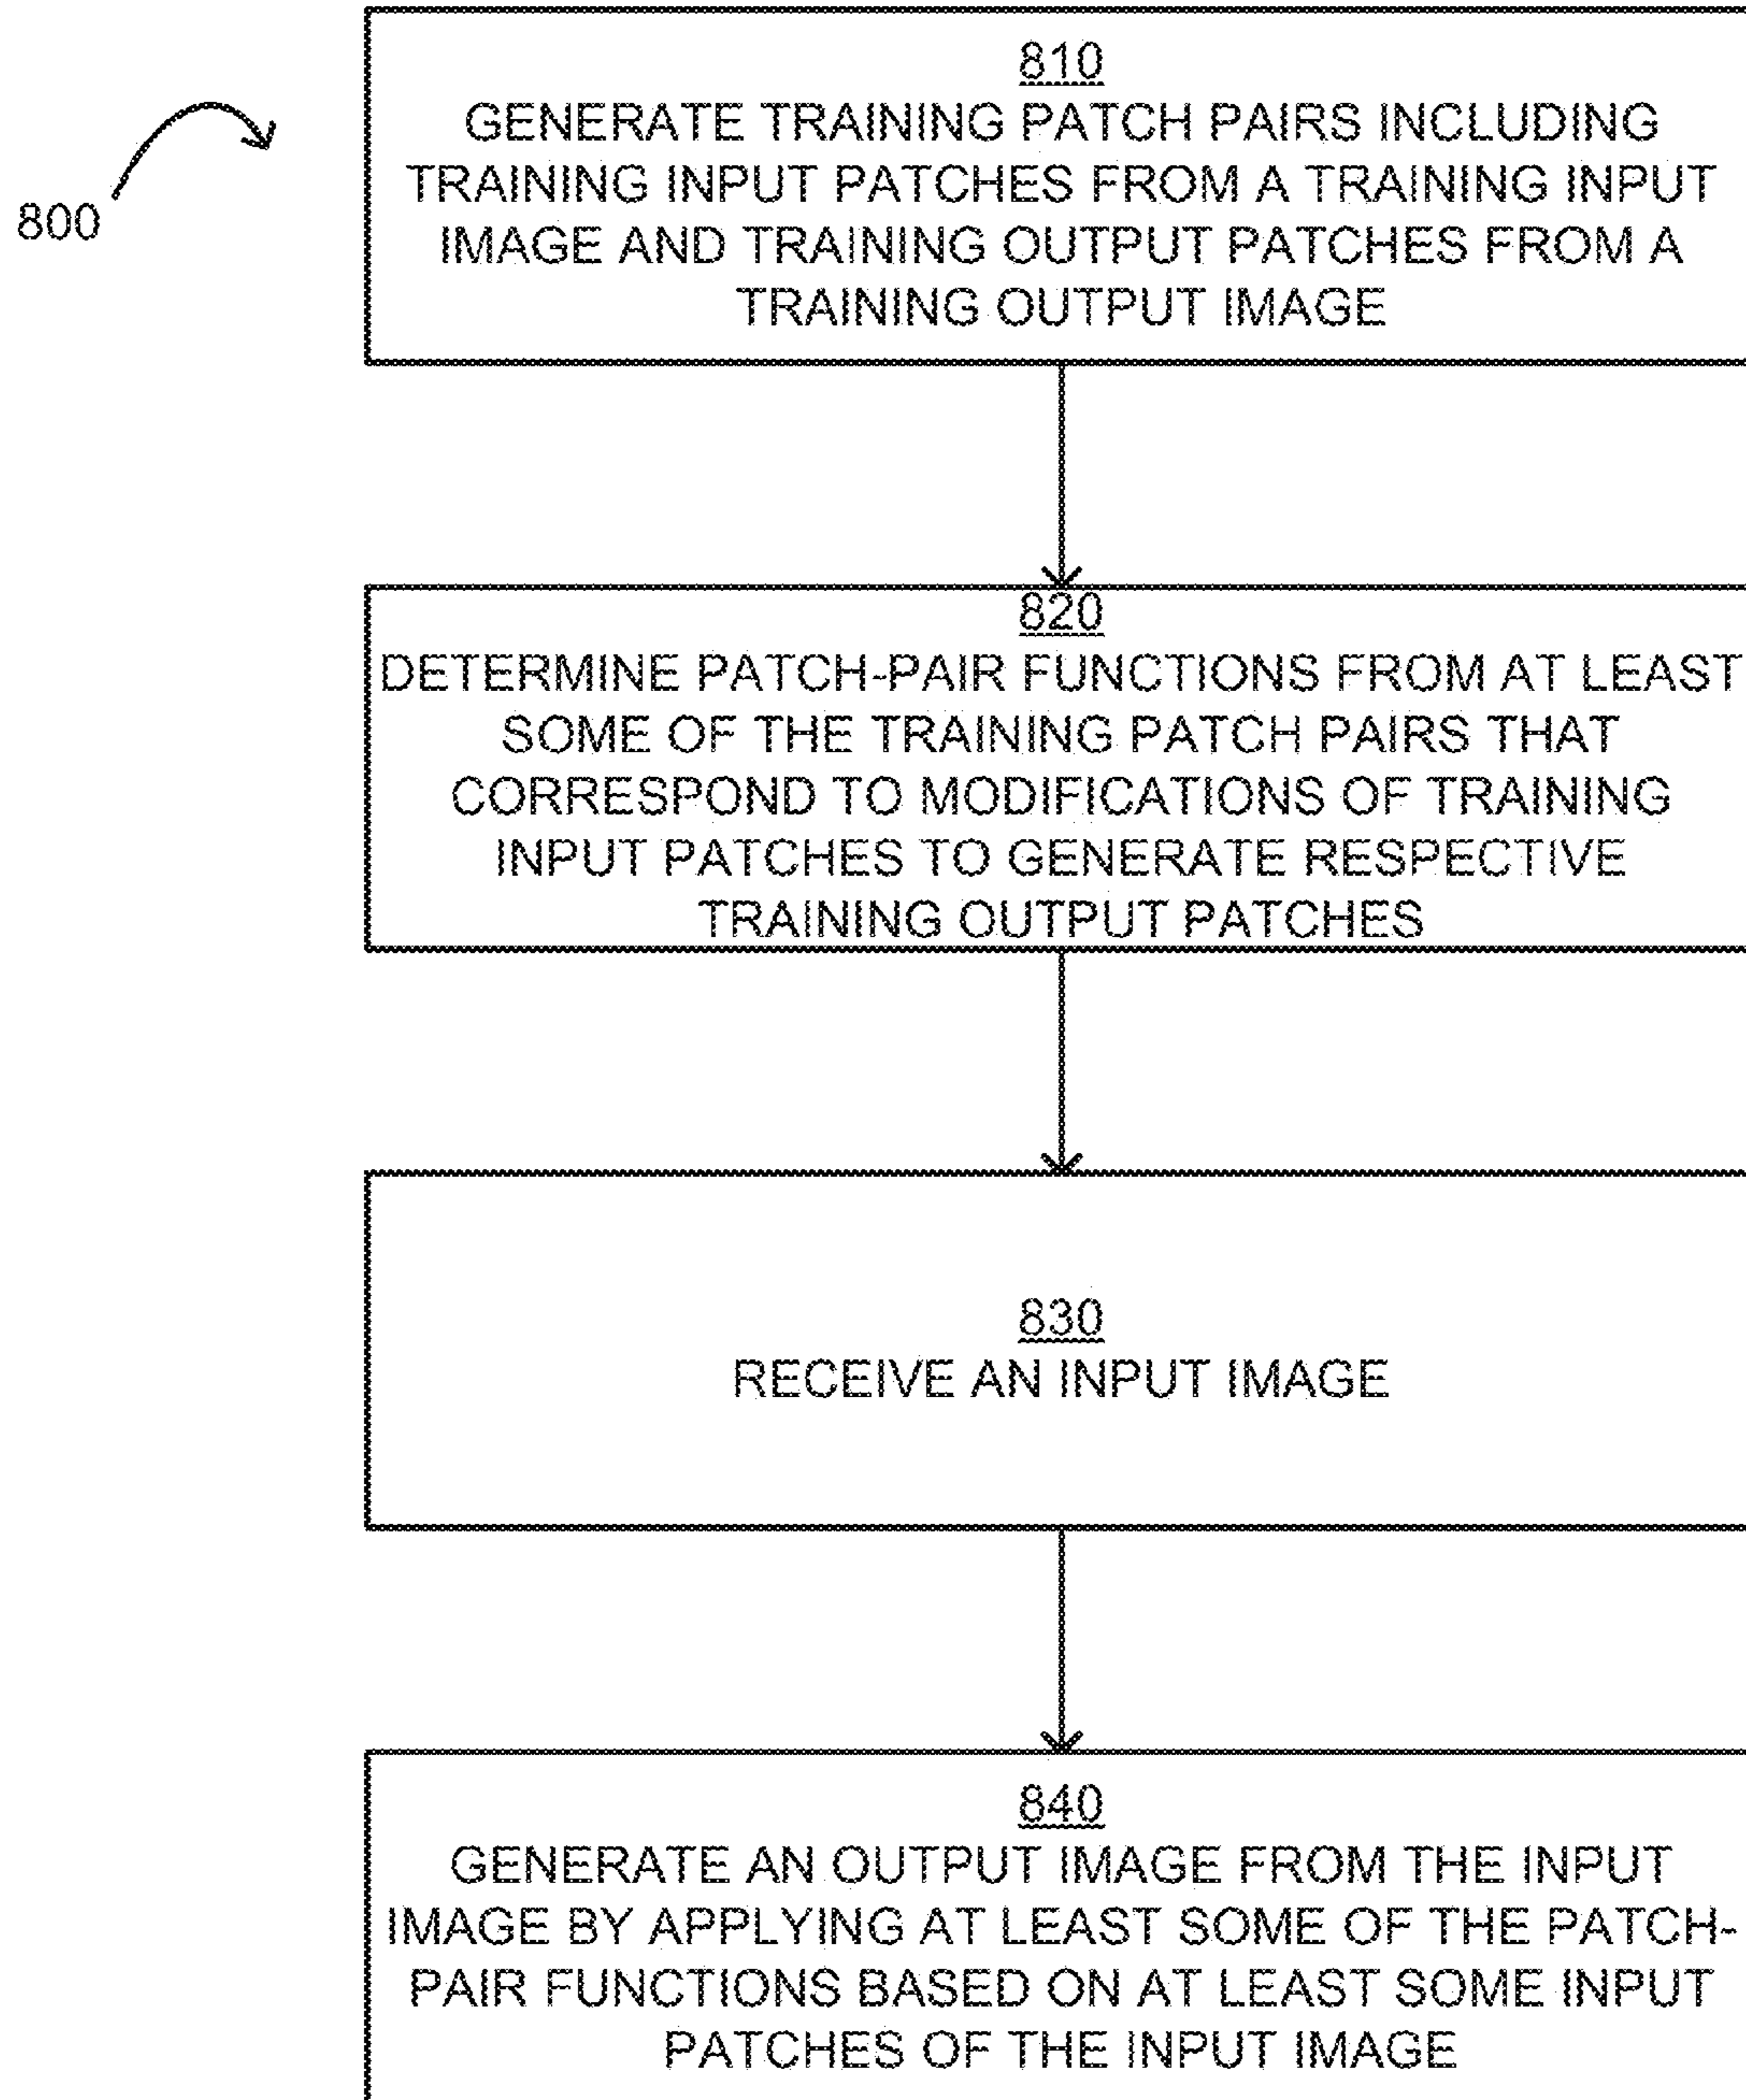 800
810
GENERATE TRAINING PATCH PAIRS INCLUDING
TRAINING INPUT PATCHES FROM A TRAINING INPUT
IMAGE AND TRAINING OUTPUT PATCHES FROM A
TRAINING OUTPUT IMAGE
820
DETERMINE PATCH-PAIR FUNCTIONS FROM AT LEAST
SOME OF THE TRAINING PATCH PAIRS THAT
CORRESPOND TO MODIFICATIONS OF TRAINING
INPUT PATCHES TO GENERATE RESPECTIVE
TRAINING OUTPUT PATCHES
830
RECEIVE AN INPUT IMAGE
840
GENERATE AN OUTPUT IMAGE FROM THE INPUT
IMAGE BY APPLYING AT LEAST SOME OF THE PATCH-
PAIR FUNCTIONS BASED ON AT LEAST SOME INPUT
PATCHES OF THE INPUT IMAGE